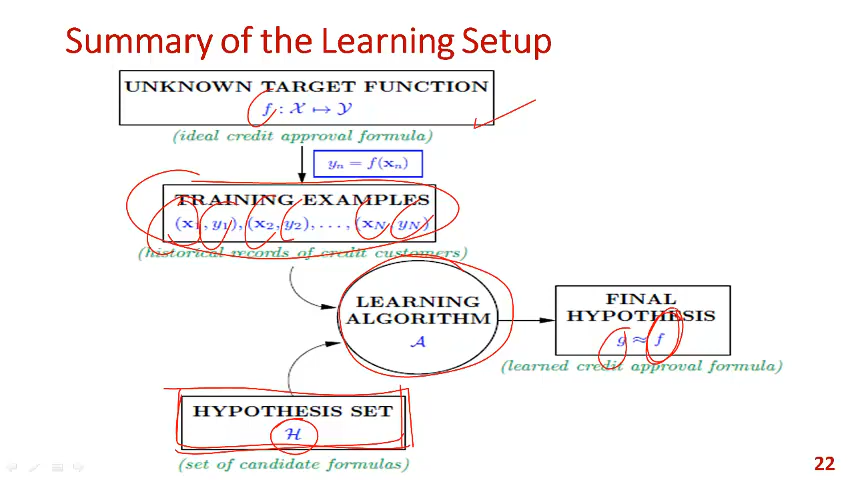 Summary of the Learning Setup
UNKNOWN TARGET FUNCTION
f : 𝒳 ↦ 𝒴
(ideal credit approval formula)
yₙ = f(xₙ)
TRAINING EXAMPLES
(x₁, y₁), (x₂, y₂), . . . , (x_N, y_N)
(historical records of credit customers)
LEARNING
ALGORITHM
𝒜
FINAL
HYPOTHESIS
g ≈ f
(learned credit approval formula)
HYPOTHESIS SET
ℋ
(set of candidate formulas)
22